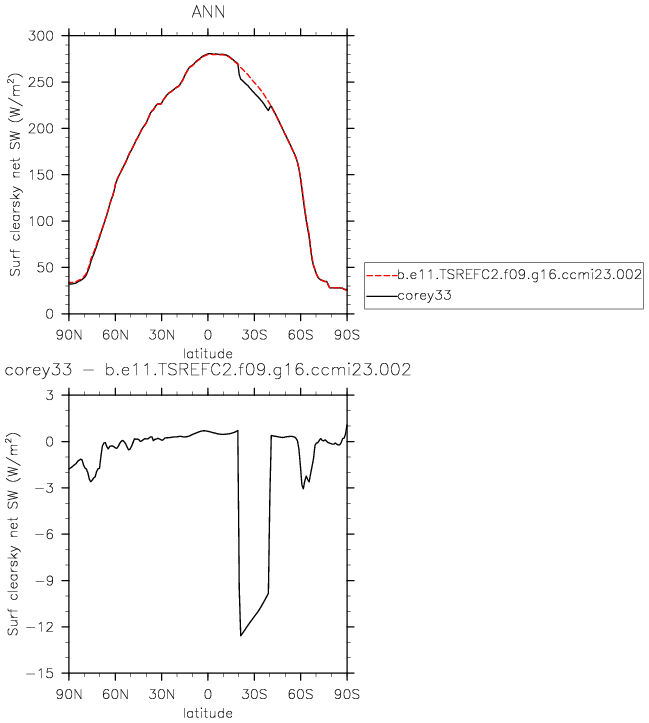 ANN
Surf clearsky net SW (W/m²)
300
250
200
150
100
50
0
90N 60N 30N 0 30S 60S 90S
latitude
b.e11.TSREFC2.f09.g16.ccmi23.002
corey33
corey33 − b.e11.TSREFC2.f09.g16.ccmi23.002
Surf clearsky net SW (W/m²)
3
0
−3
−6
−9
−12
−15
90N 60N 30N 0 30S 60S 90S
latitude